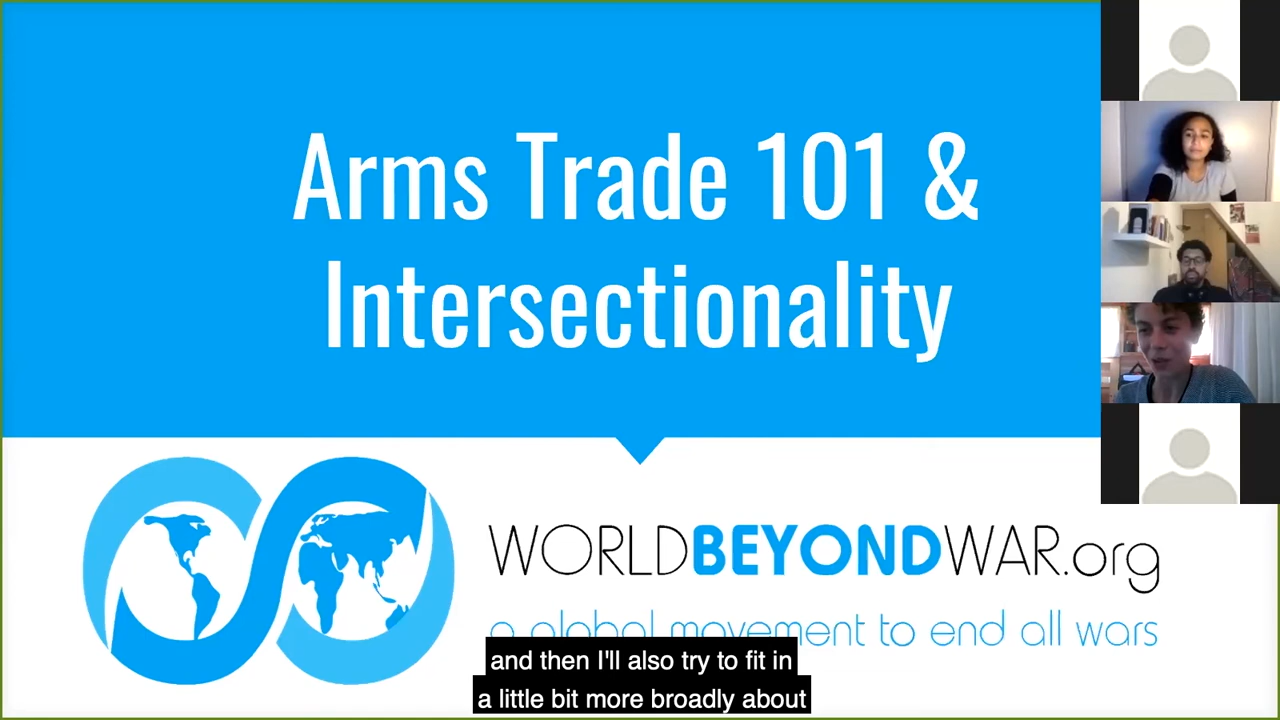 Arms Trade 101 &
Intersectionality
WORLDBEYONDWAR.org
a global movement to end all wars
and then I'll also try to fit in
a little bit more broadly about